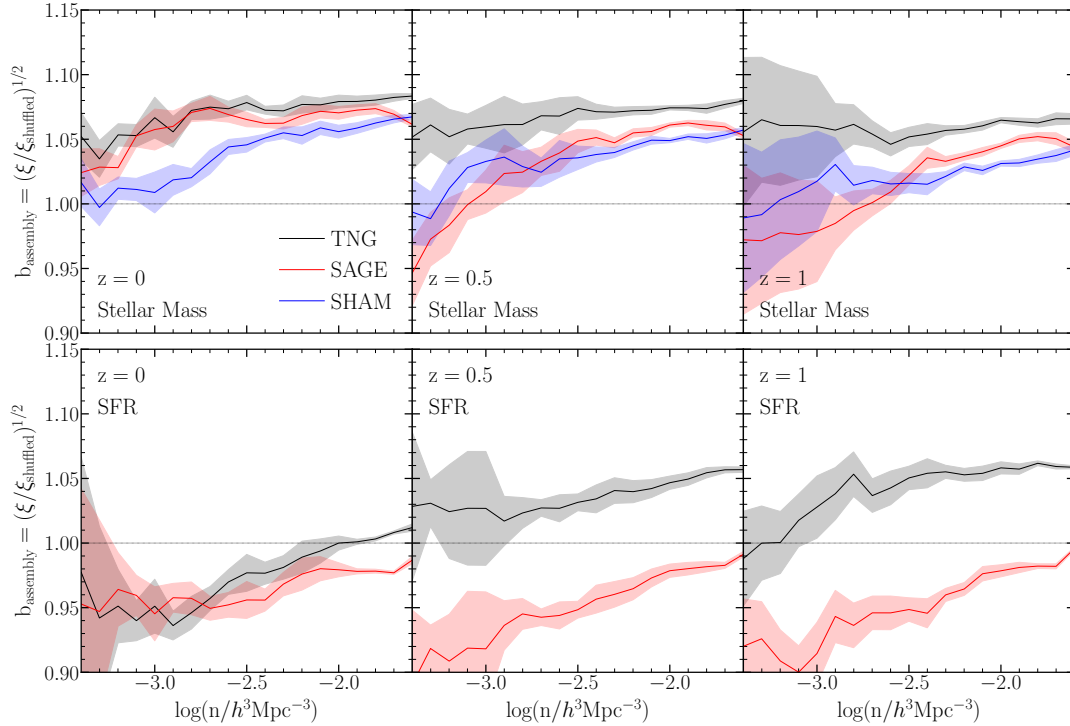 1.15
1.10
1.05
1.00
0.95
0.90
b_assembly = (ξ/ξ_shuffled)^1/2
TNG
SAGE
SHAM
z = 0
Stellar Mass
z = 0.5
Stellar Mass
z = 1
Stellar Mass
1.15
1.10
1.05
1.00
0.95
0.90
b_assembly = (ξ/ξ_shuffled)^1/2
z = 0
SFR
z = 0.5
SFR
z = 1
SFR
−3.0 −2.5 −2.0 −3.0 −2.5 −2.0 −3.0 −2.5 −2.0
log(n/h³Mpc⁻³) log(n/h³Mpc⁻³) log(n/h³Mpc⁻³)